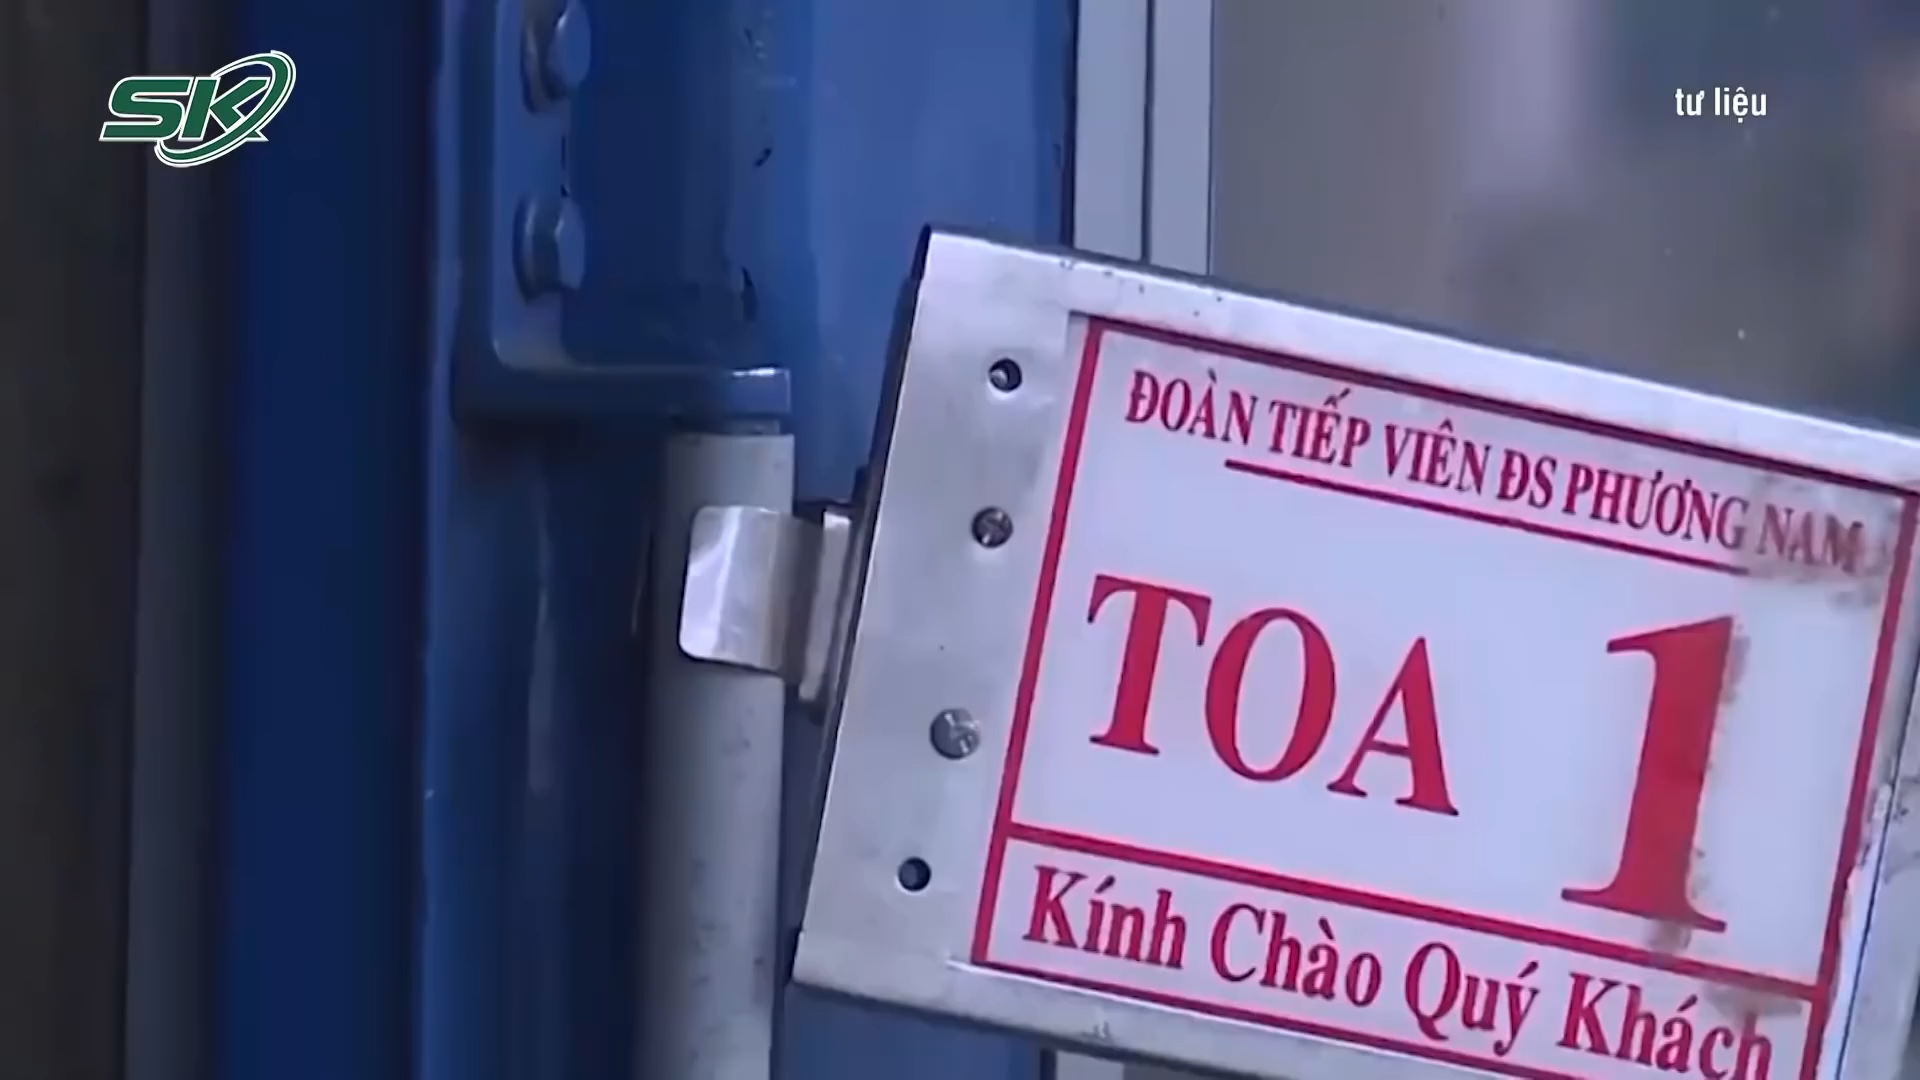 SK
tư liệu
ĐOÀN TIẾP VIÊN ĐS PHƯƠNG NAM
TOA 1
Kính Chào Quý Khách